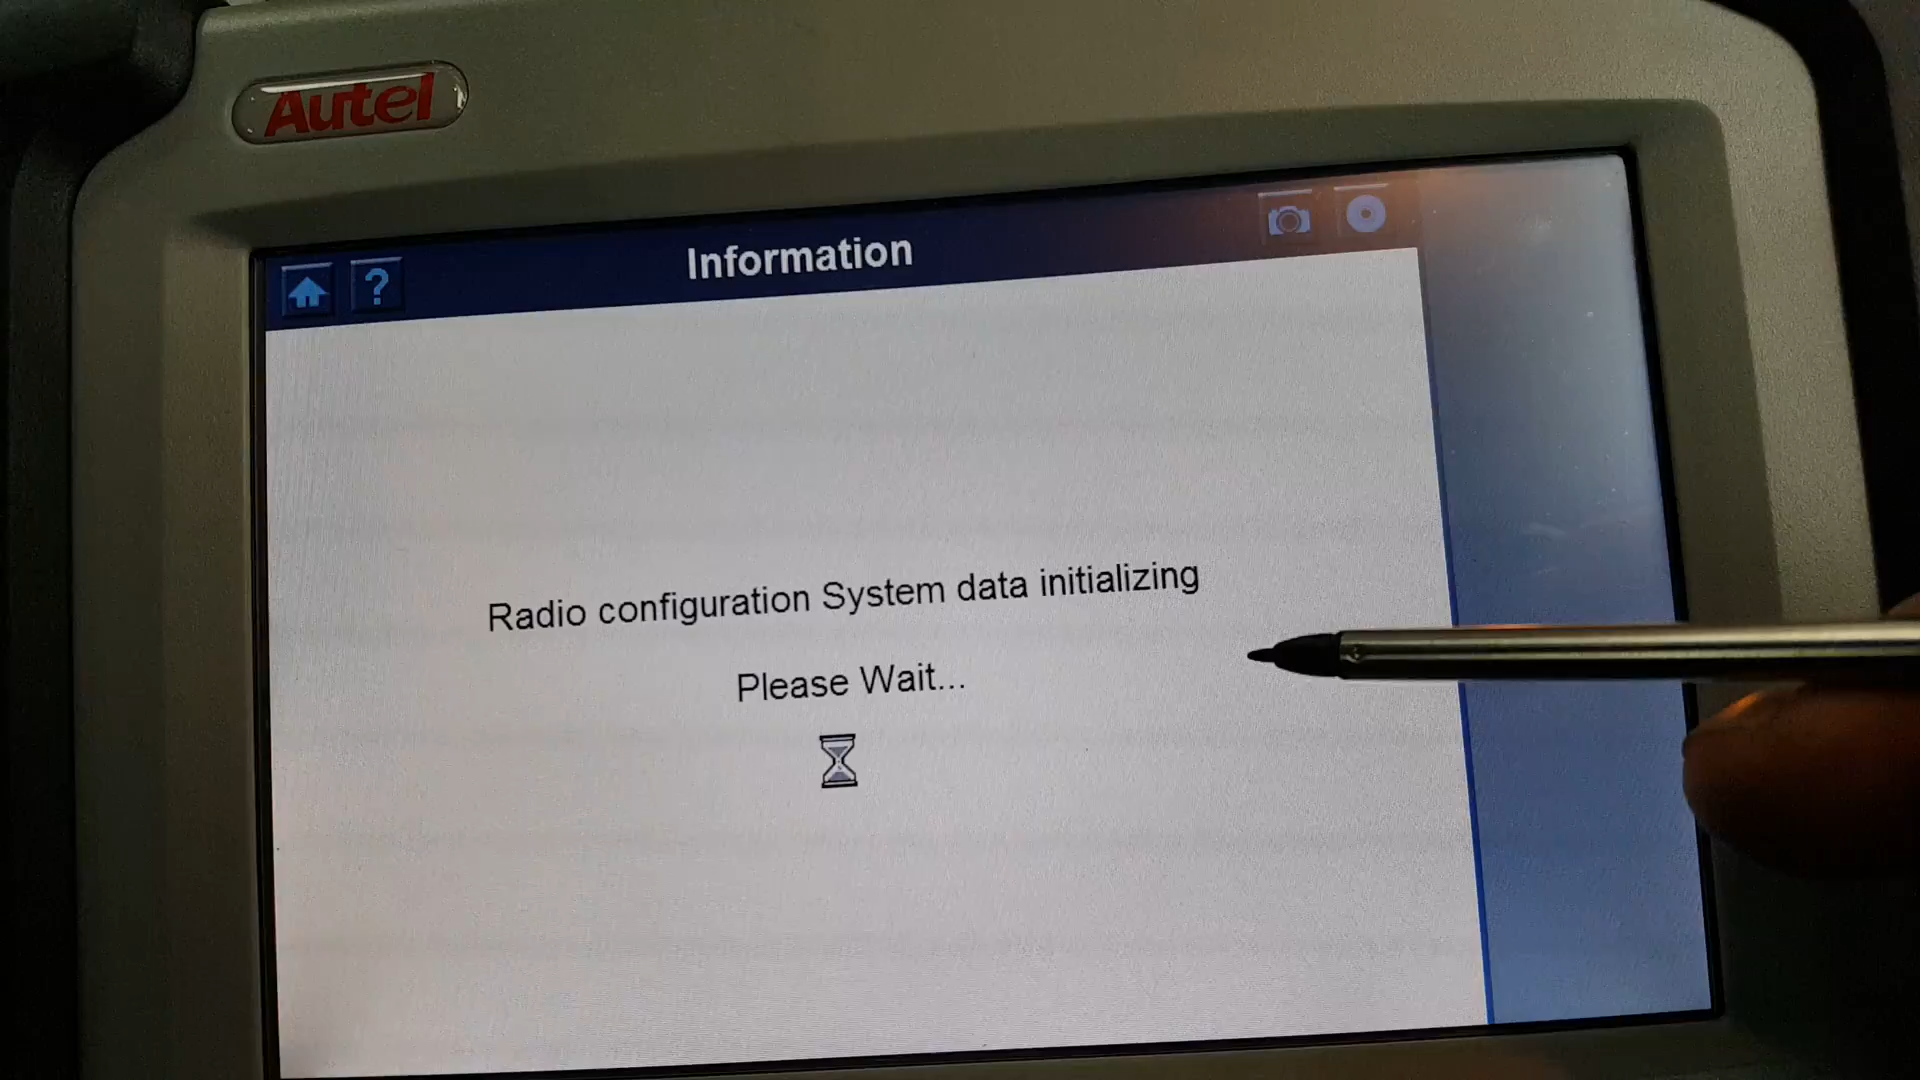 Autel
?
Information
Radio configuration System data initializing
Please Wait...